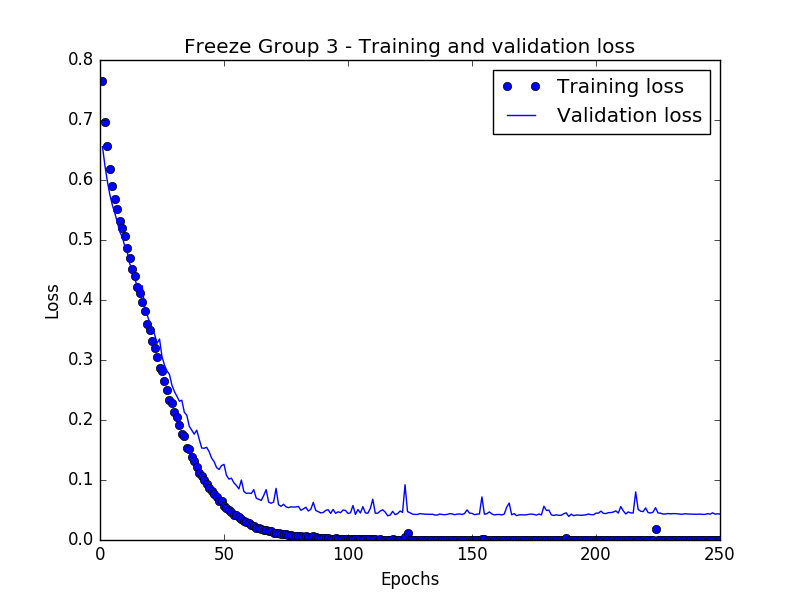 Freeze Group 3 - Training and validation loss
Training loss
Validation loss
0.8
0.7
0.6
0.5
0.4
0.3
0.2
0.1
0.0
Loss
0 50 100 150 200 250
Epochs